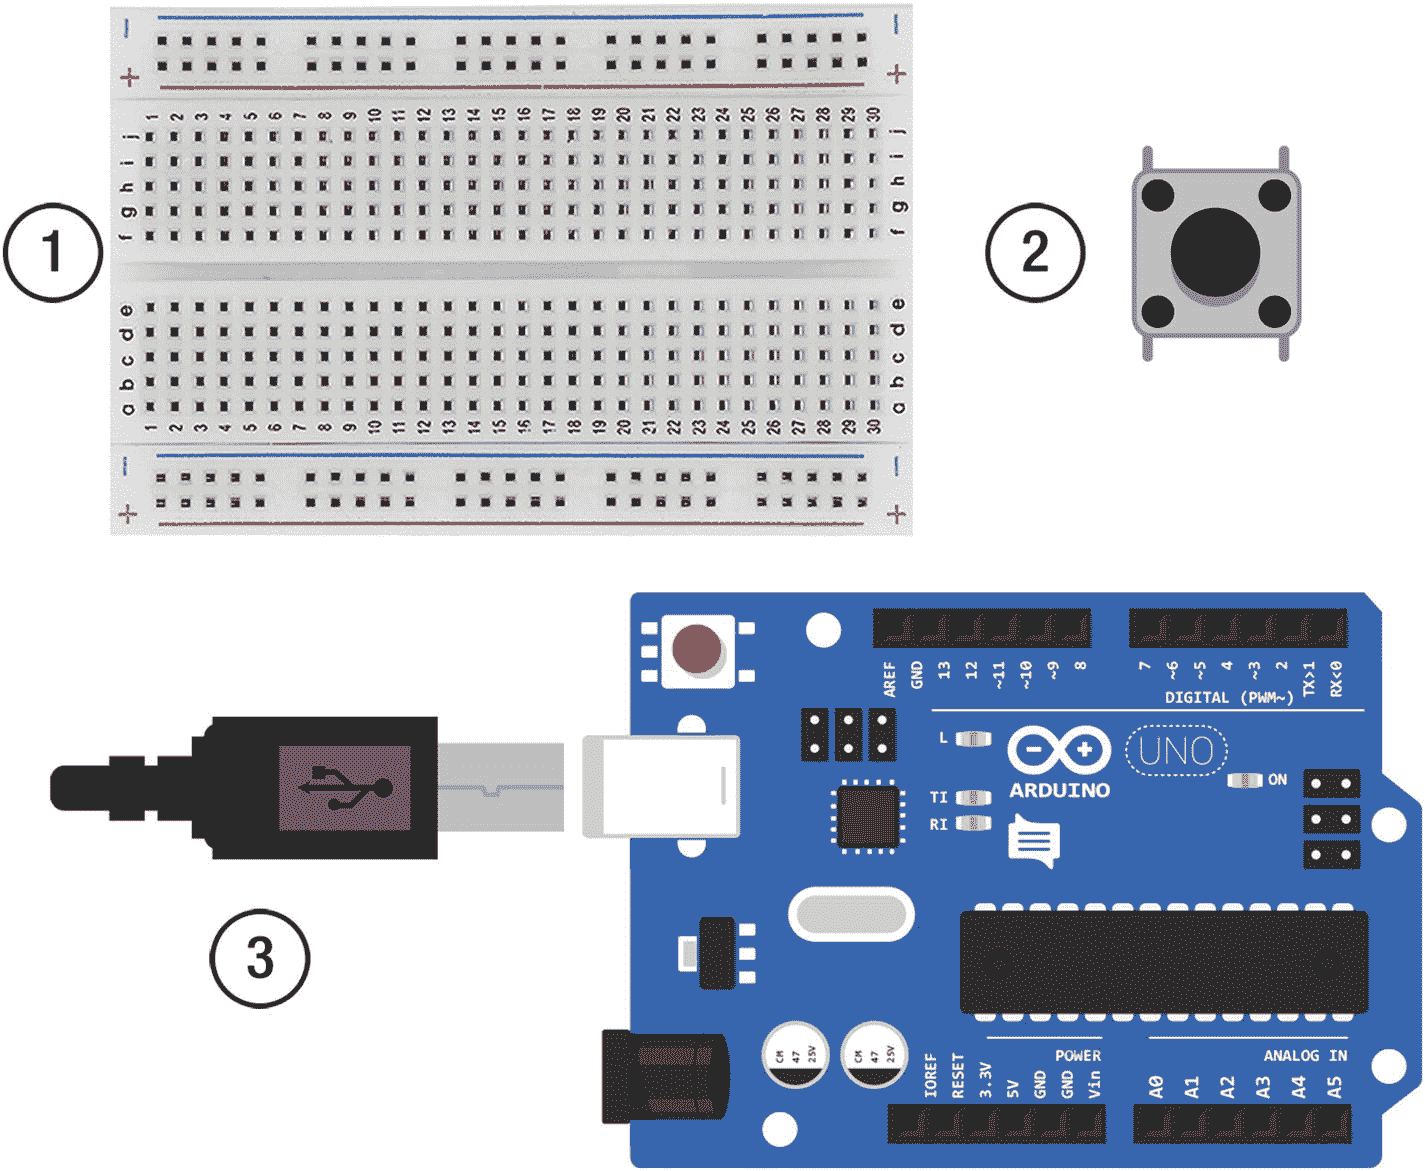 - -
+ +
1 2 3 4 5 6 7 8 9 10 11 12 13 14 15 16 17 18 19 20 21 22 23 24 25 26 27 28 29 30
j j
i i
h h
g g
f f
1
2
e e
d d
c c
b b
a a
1 2 3 4 5 6 7 8 9 10 11 12 13 14 15 16 17 18 19 20 21 22 23 24 25 26 27 28 29 30
- -
+ +
AREF GND 13 12 ~11 ~10 ~9 8 7 ~6 ~5 4 ~3 2 TX>1 RX<0
DIGITAL (PWM~)
L
- +
UNO
ON
ARDUINO
TI
RI
3
CM 47 25V
CM 47 25V
POWER
ANALOG IN
IOREF RESET 3.3V 5V GND GND Vin A0 A1 A2 A3 A4 A5